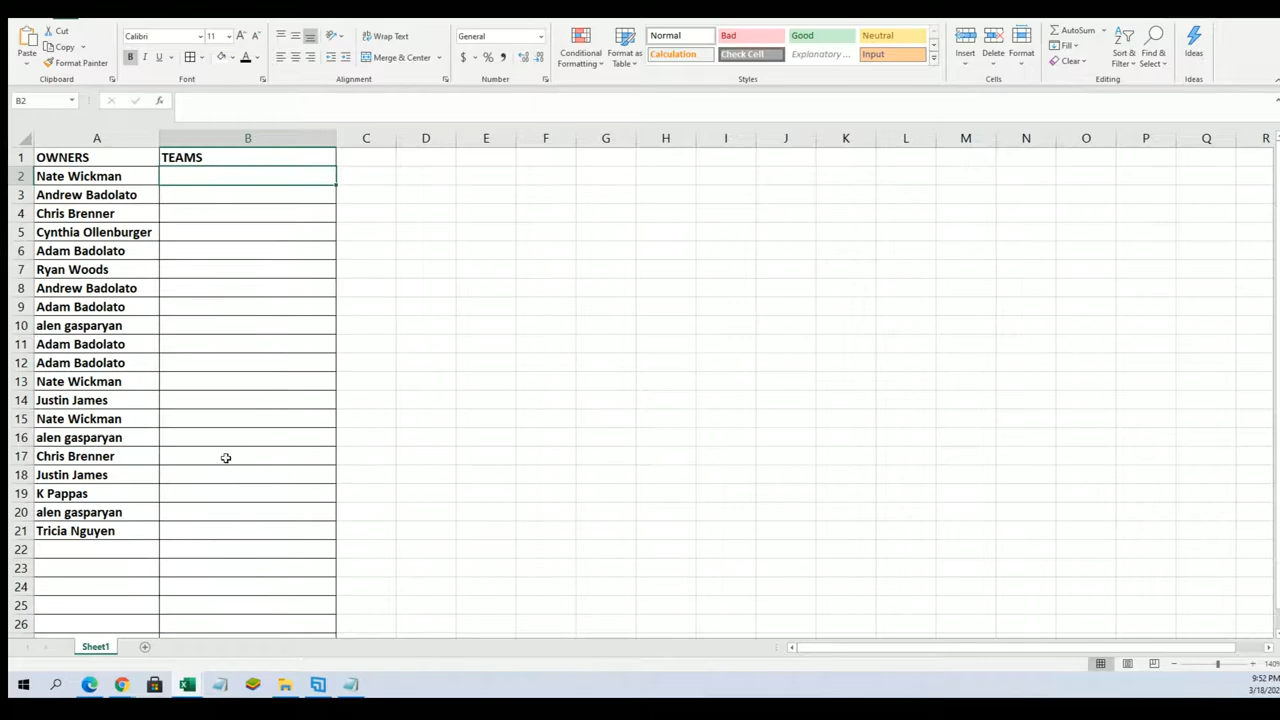 Cut
Copy
Format Painter
Paste
Clipboard
Calibri 11
B I U
Font
Wrap Text
Merge & Center
Alignment
General
$ % ,
Number
Conditional Formatting
Format as Table
Normal Bad Good Neutral
Calculation Check Cell Explanatory ... Input
Styles
Insert Delete Format
Cells
AutoSum
Fill
Clear
Sort & Filter
Find & Select
Editing
Ideas
Ideas
B2 fx
A B C D E F G H I J K L M N O P Q R
1 OWNERS TEAMS
2 Nate Wickman
3 Andrew Badolato
4 Chris Brenner
5 Cynthia Ollenburger
6 Adam Badolato
7 Ryan Woods
8 Andrew Badolato
9 Adam Badolato
10 alen gasparyan
11 Adam Badolato
12 Adam Badolato
13 Nate Wickman
14 Justin James
15 Nate Wickman
16 alen gasparyan
17 Chris Brenner
18 Justin James
19 K Pappas
20 alen gasparyan
21 Tricia Nguyen
22
23
24
25
26
Sheet1
140%
9:52 PM
3/18/202